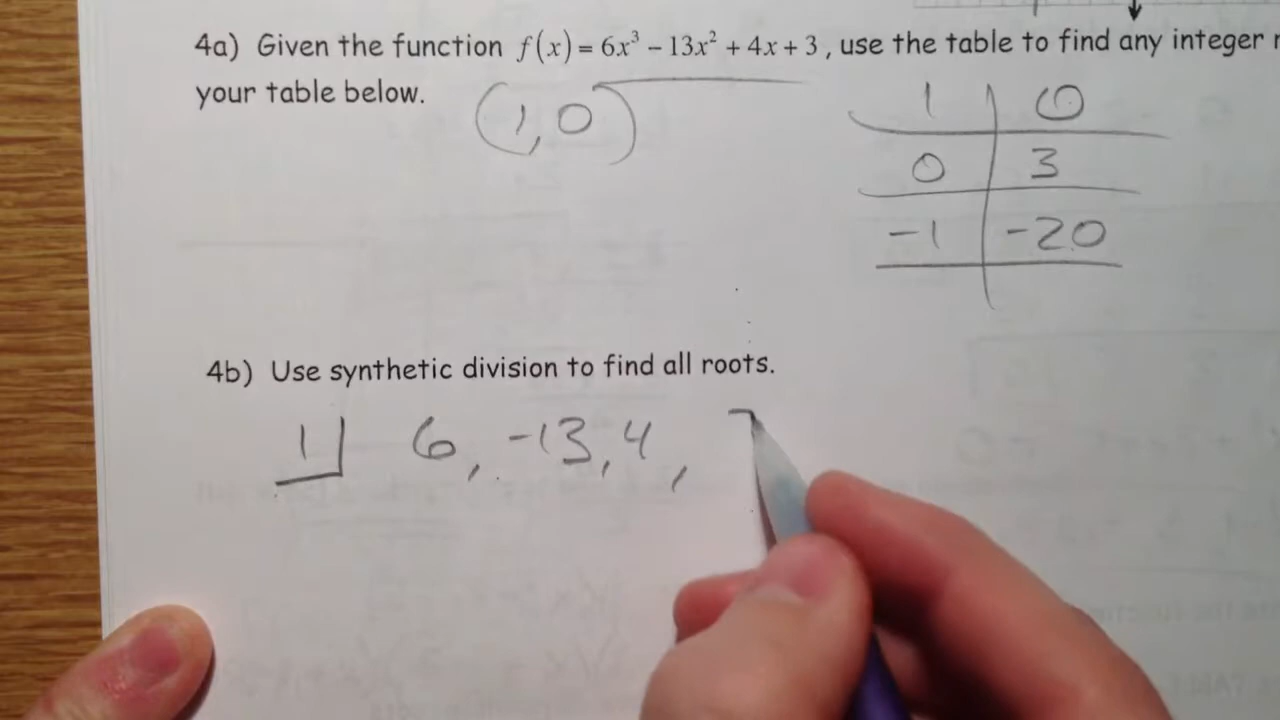 4a) Given the function f(x) = 6x³ − 13x² + 4x + 3, use the table to find any integer
your table below.
(1, 0)
1 0
0 3
-1 -20
4b) Use synthetic division to find all roots.
1 6, -13, 4,